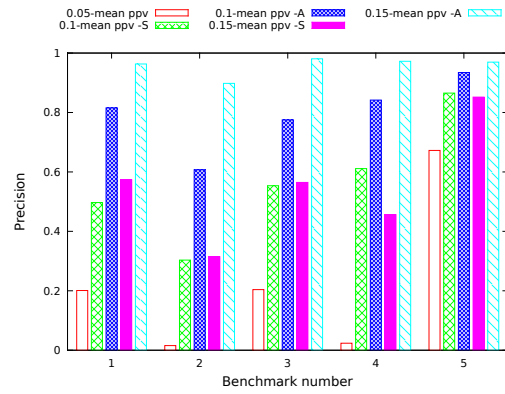 0.05-mean ppv 0.1-mean ppv -A 0.15-mean ppv -A
0.1-mean ppv -S 0.15-mean ppv -S
1
0.8
0.6
0.4
0.2
0
Precision
1 2 3 4 5
Benchmark number